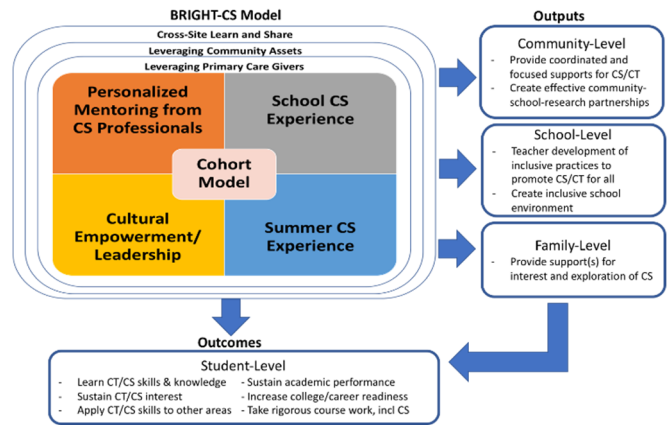 BRIGHT-CS Model
Cross-Site Learn and Share
Leveraging Community Assets
Leveraging Primary Care Givers
Personalized
Mentoring from
CS Professionals
School CS
Experience
Cohort
Model
Cultural
Empowerment/
Leadership
Summer CS
Experience
Outputs
Community-Level
- Provide coordinated and
focused supports for CS/CT
- Create effective community-
school-research partnerships
School-Level
- Teacher development of
inclusive practices to
promote CS/CT for all
- Create inclusive school
environment
Family-Level
- Provide support(s) for
interest and exploration of CS
Outcomes
Student-Level
- Learn CT/CS skills & knowledge
- Sustain CT/CS interest
- Apply CT/CS skills to other areas
- Sustain academic performance
- Increase college/career readiness
- Take rigorous course work, incl CS